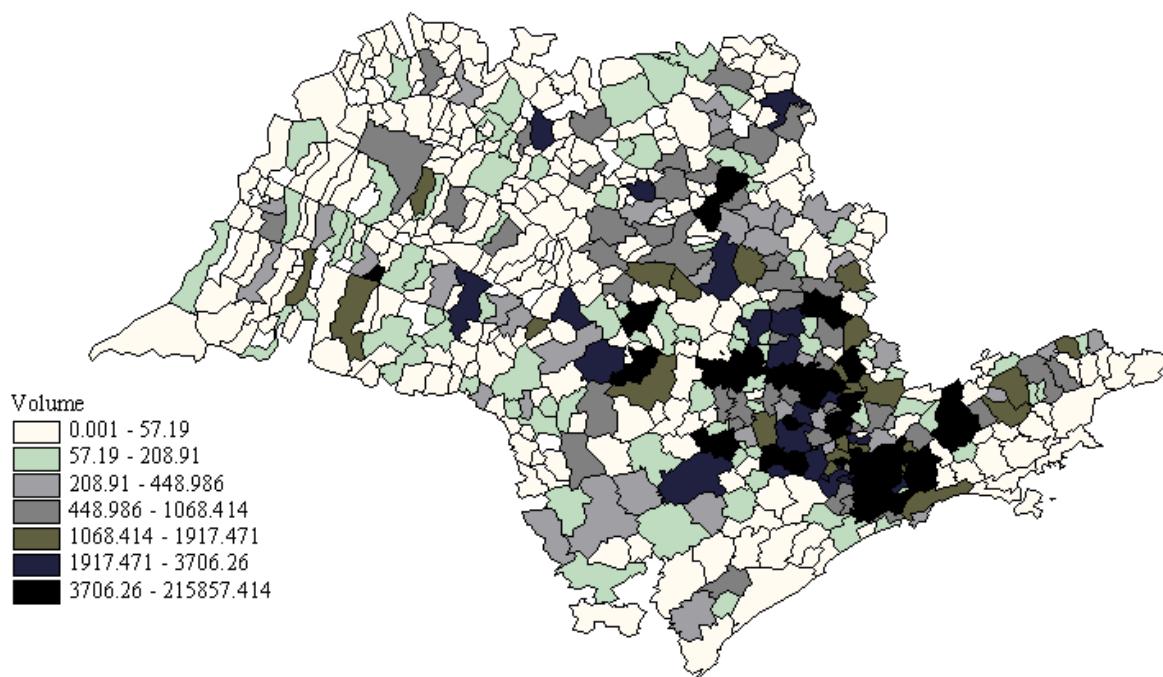 Volume
0.001 - 57.19
57.19 - 208.91
208.91 - 448.986
448.986 - 1068.414
1068.414 - 1917.471
1917.471 - 3706.26
3706.26 - 215857.414